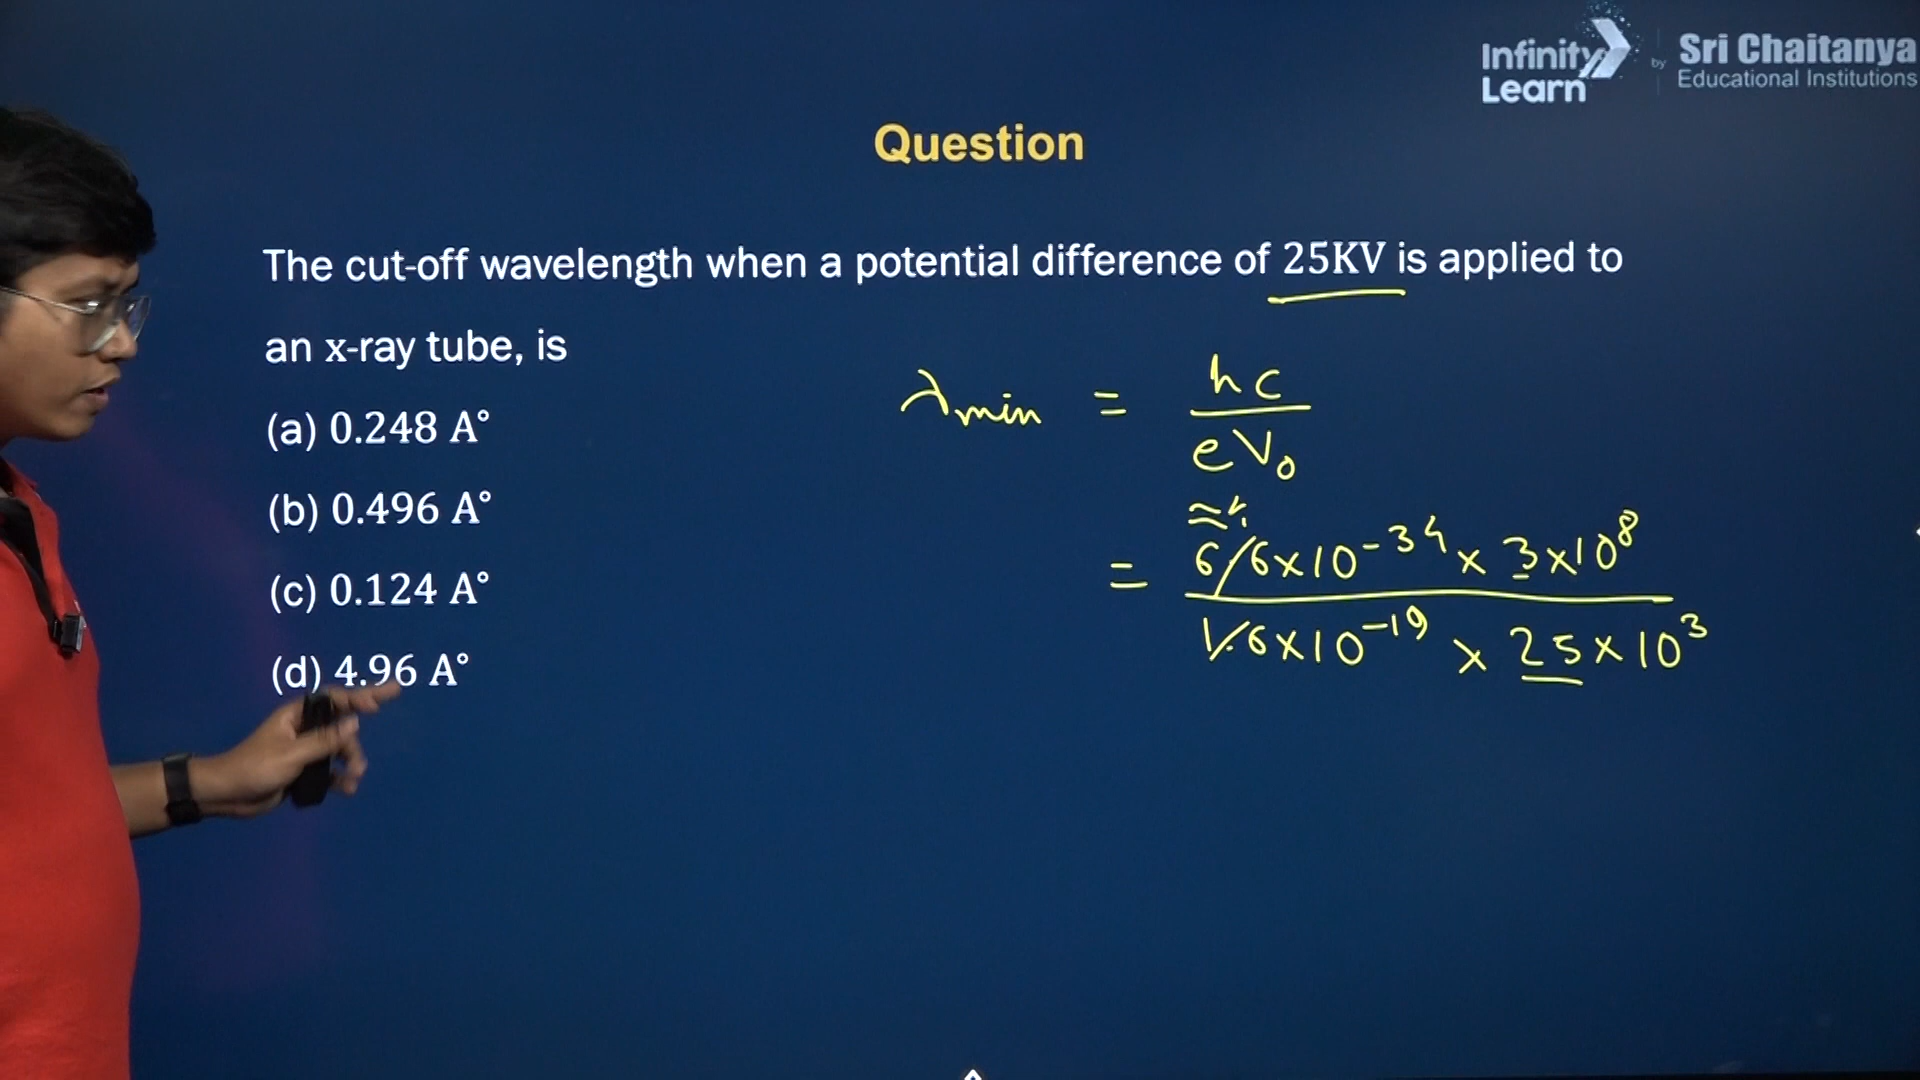 Infinity Learn by Sri Chaitanya Educational Institutions
Question
The cut-off wavelength when a potential difference of 25KV is applied to
an x-ray tube, is
(a) 0.248 A°
(b) 0.496 A°
(c) 0.124 A°
(d) 4.96 A°
λmin = hc / eV₀
≈4
= 6.6×10⁻³⁴ × 3×10⁸
1.6×10⁻¹⁹ × 25×10³